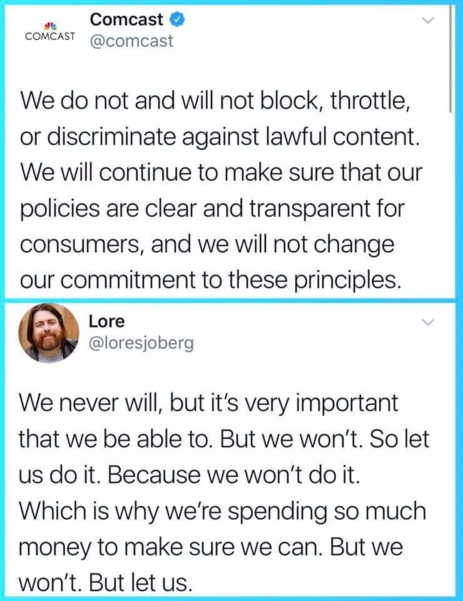 Comcast
COMCAST
@comcast
We do not and will not block, throttle,
or discriminate against lawful content.
We will continue to make sure that our
policies are clear and transparent for
consumers, and we will not change
our commitment to these principles.
Lore
@loresjoberg
We never will, but it's very important
that we be able to. But we won't. So let
us do it. Because we won't do it.
Which is why we're spending so much
money to make sure we can. But we
won't. But let us.